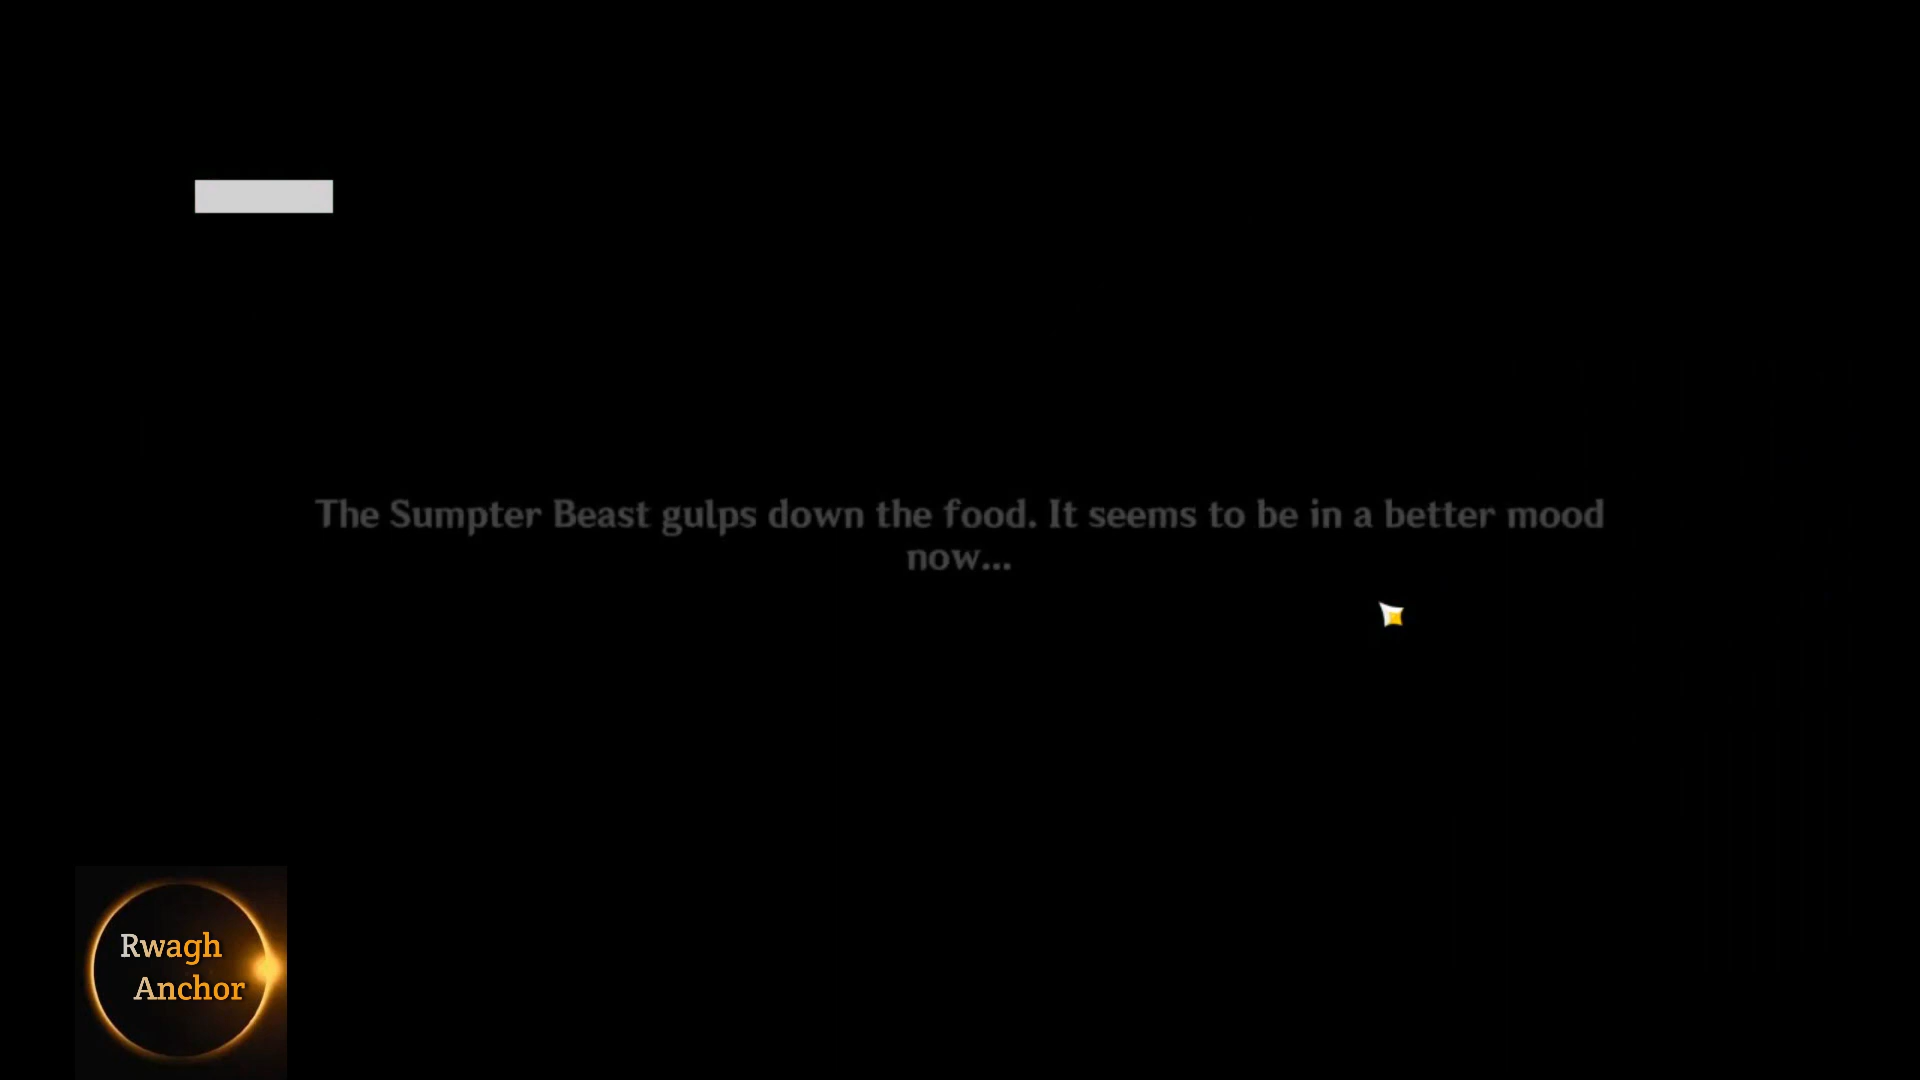 The Sumpter Beast gulps down the food. It seems to be in a better mood
now...
Rwagh
Anchor